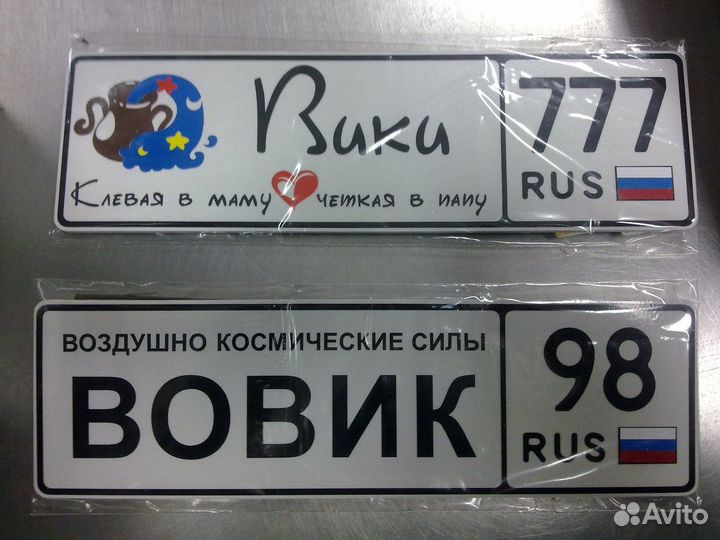 Вики
Клевая в маму четкая в папу
777
RUS
ВОЗДУШНО КОСМИЧЕСКИЕ СИЛЫ
ВОВИК
98
RUS
Avito